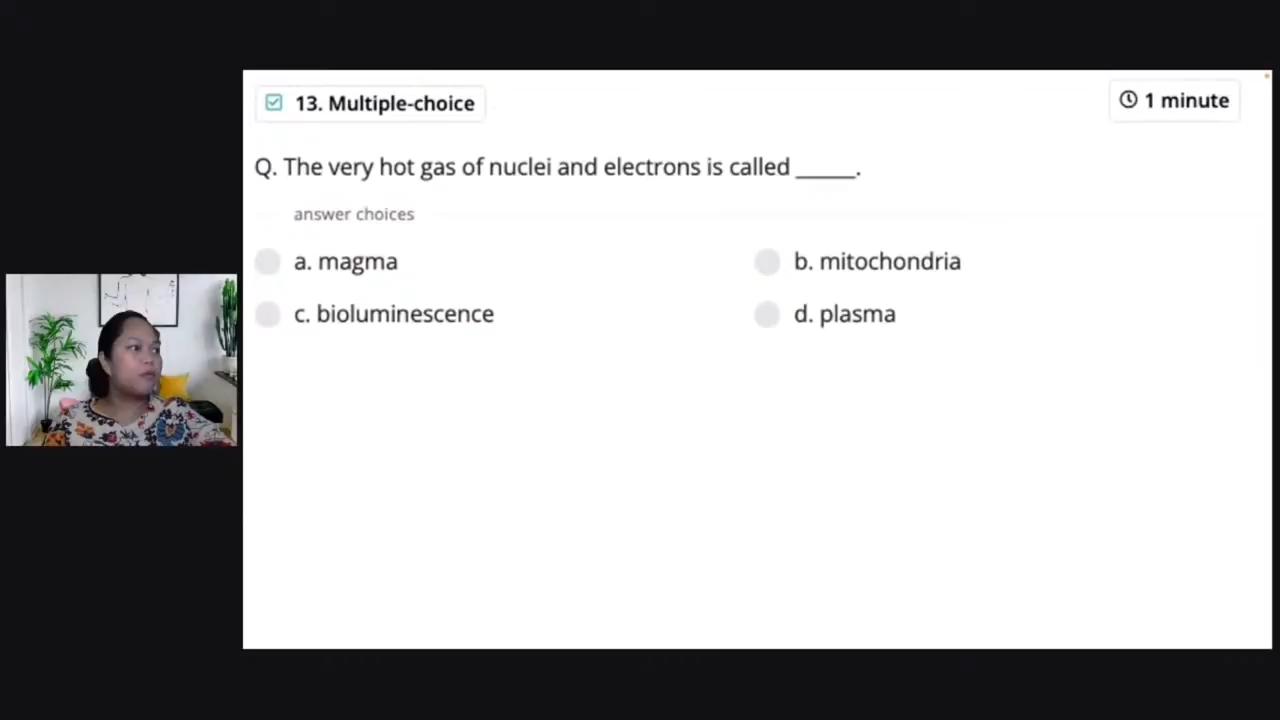 13. Multiple-choice
1 minute
Q. The very hot gas of nuclei and electrons is called ______.
answer choices
a. magma
b. mitochondria
c. bioluminescence
d. plasma